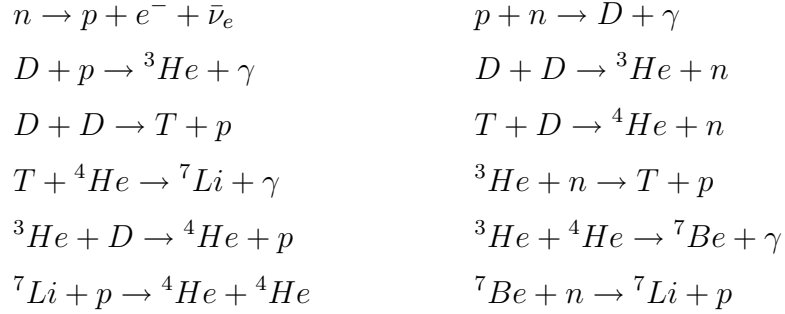 n → p + e⁻ + ν̄ₑ    p + n → D + γ
D + p → ³He + γ    D + D → ³He + n
D + D → T + p    T + D → ⁴He + n
T + ⁴He → ⁷Li + γ    ³He + n → T + p
³He + D → ⁴He + p    ³He + ⁴He → ⁷Be + γ
⁷Li + p → ⁴He + ⁴He    ⁷Be + n → ⁷Li + p